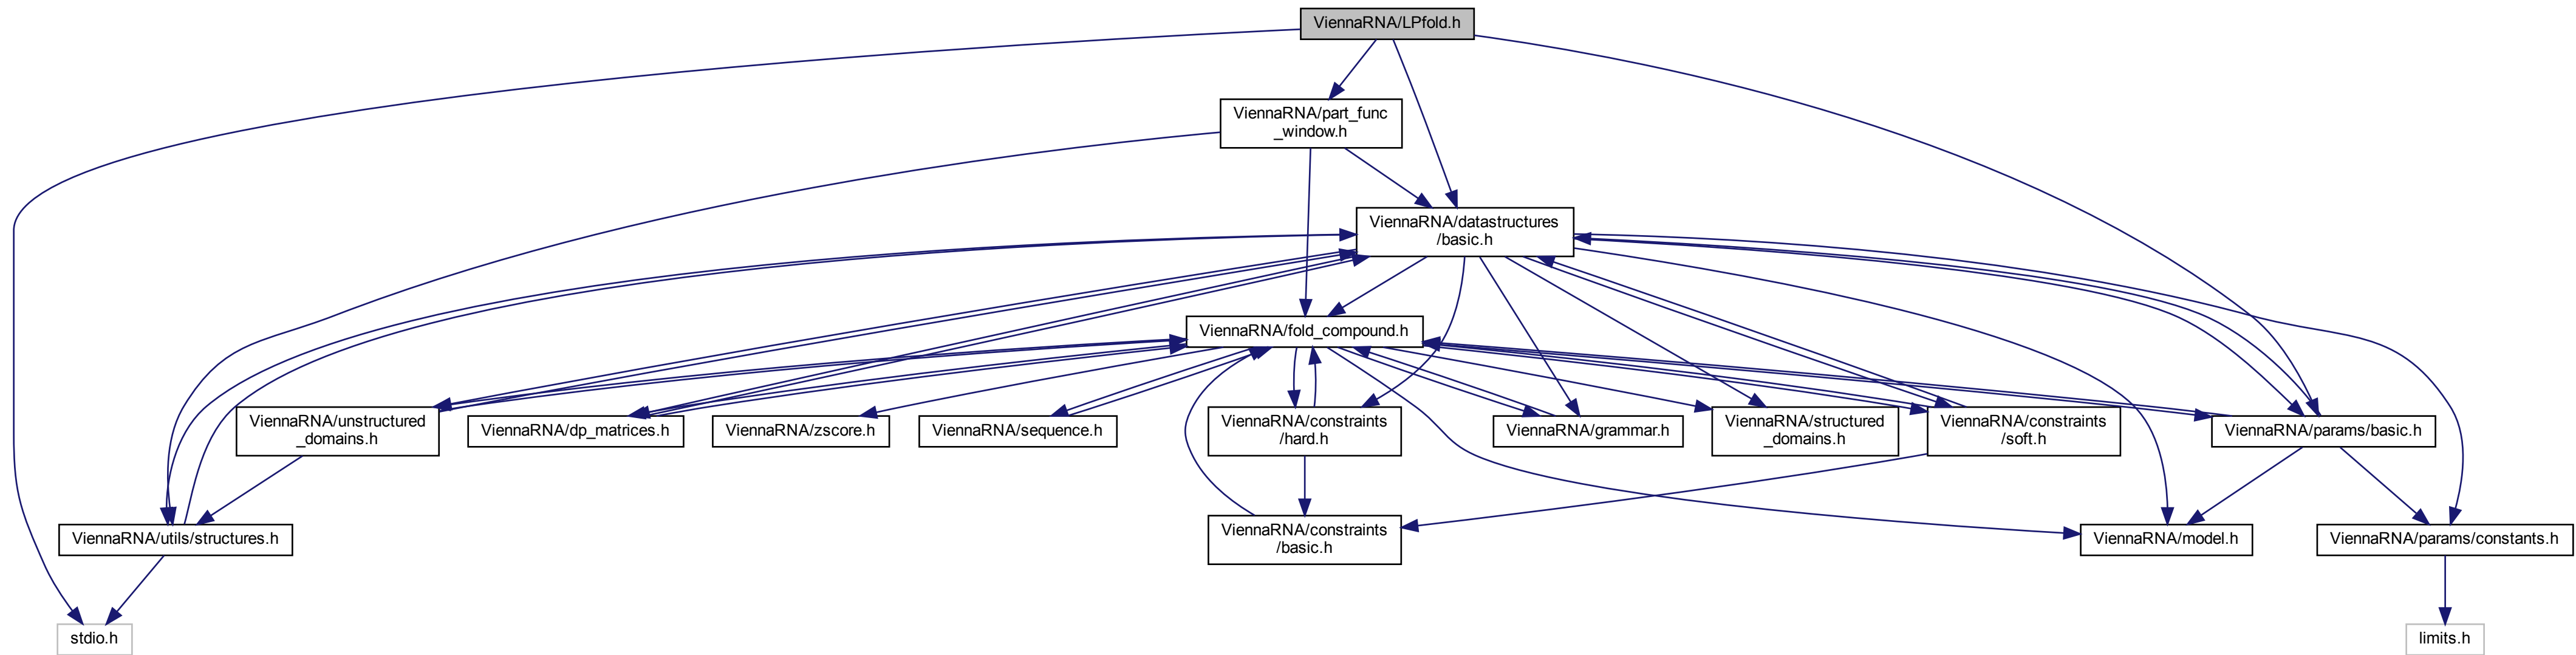 ViennaRNA/LPfold.h
ViennaRNA/part_func
_window.h
ViennaRNA/datastructures
/basic.h
ViennaRNA/fold_compound.h
ViennaRNA/unstructured
_domains.h
ViennaRNA/dp_matrices.h
ViennaRNA/zscore.h
ViennaRNA/sequence.h
ViennaRNA/constraints
/hard.h
ViennaRNA/grammar.h
ViennaRNA/structured
_domains.h
ViennaRNA/constraints
/soft.h
ViennaRNA/params/basic.h
ViennaRNA/utils/structures.h
ViennaRNA/constraints
/basic.h
ViennaRNA/model.h
ViennaRNA/params/constants.h
stdio.h
limits.h